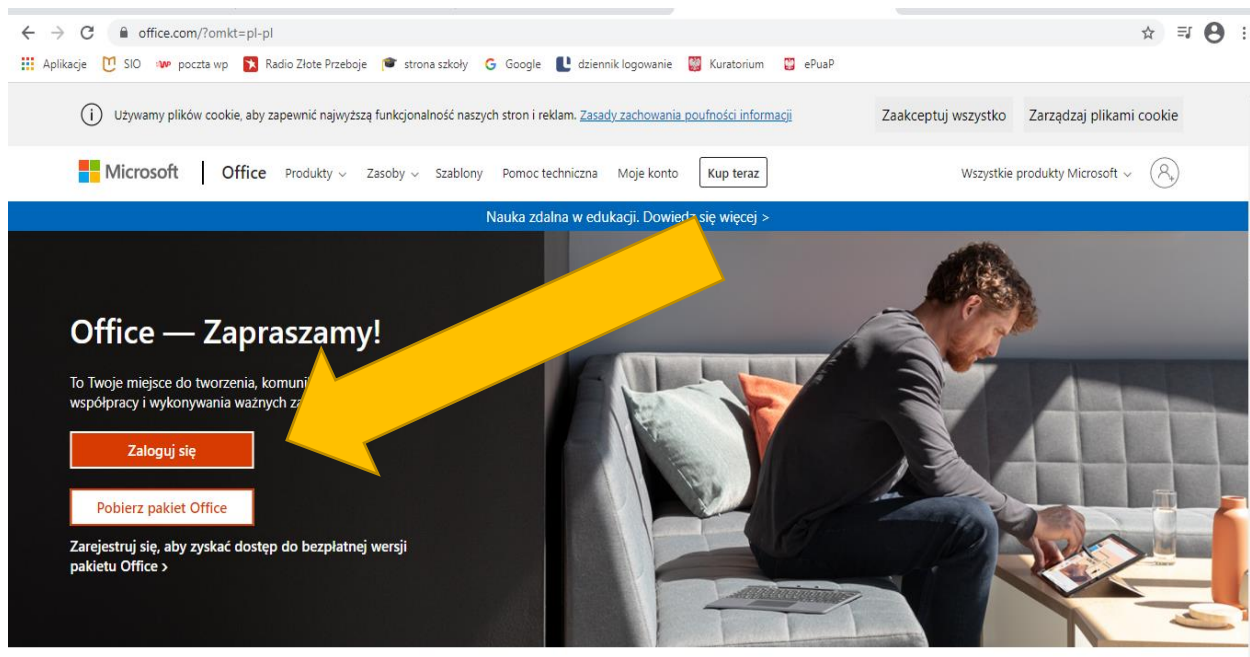 office.com/?omkt=pl-pl
Aplikacje SIO poczta wp Radio Złote Przeboje strona szkoły Google dziennik logowanie Kuratorium ePuaP
Używamy plików cookie, aby zapewnić najwyższą funkcjonalność naszych stron i reklam. Zasady zachowania poufności informacji Zaakceptuj wszystko Zarządzaj plikami cookie
Microsoft Office Produkty Zasoby Szablony Pomoc techniczna Moje konto Kup teraz Wszystkie produkty Microsoft
Nauka zdalna w edukacji. Dowiedz się więcej >
Office — Zapraszamy!
To Twoje miejsce do tworzenia,
współpracy i wykonywania ważnych
Zaloguj się
Pobierz pakiet Office
Zarejestruj się, aby zyskać dostęp do bezpłatnej wersji
pakietu Office >